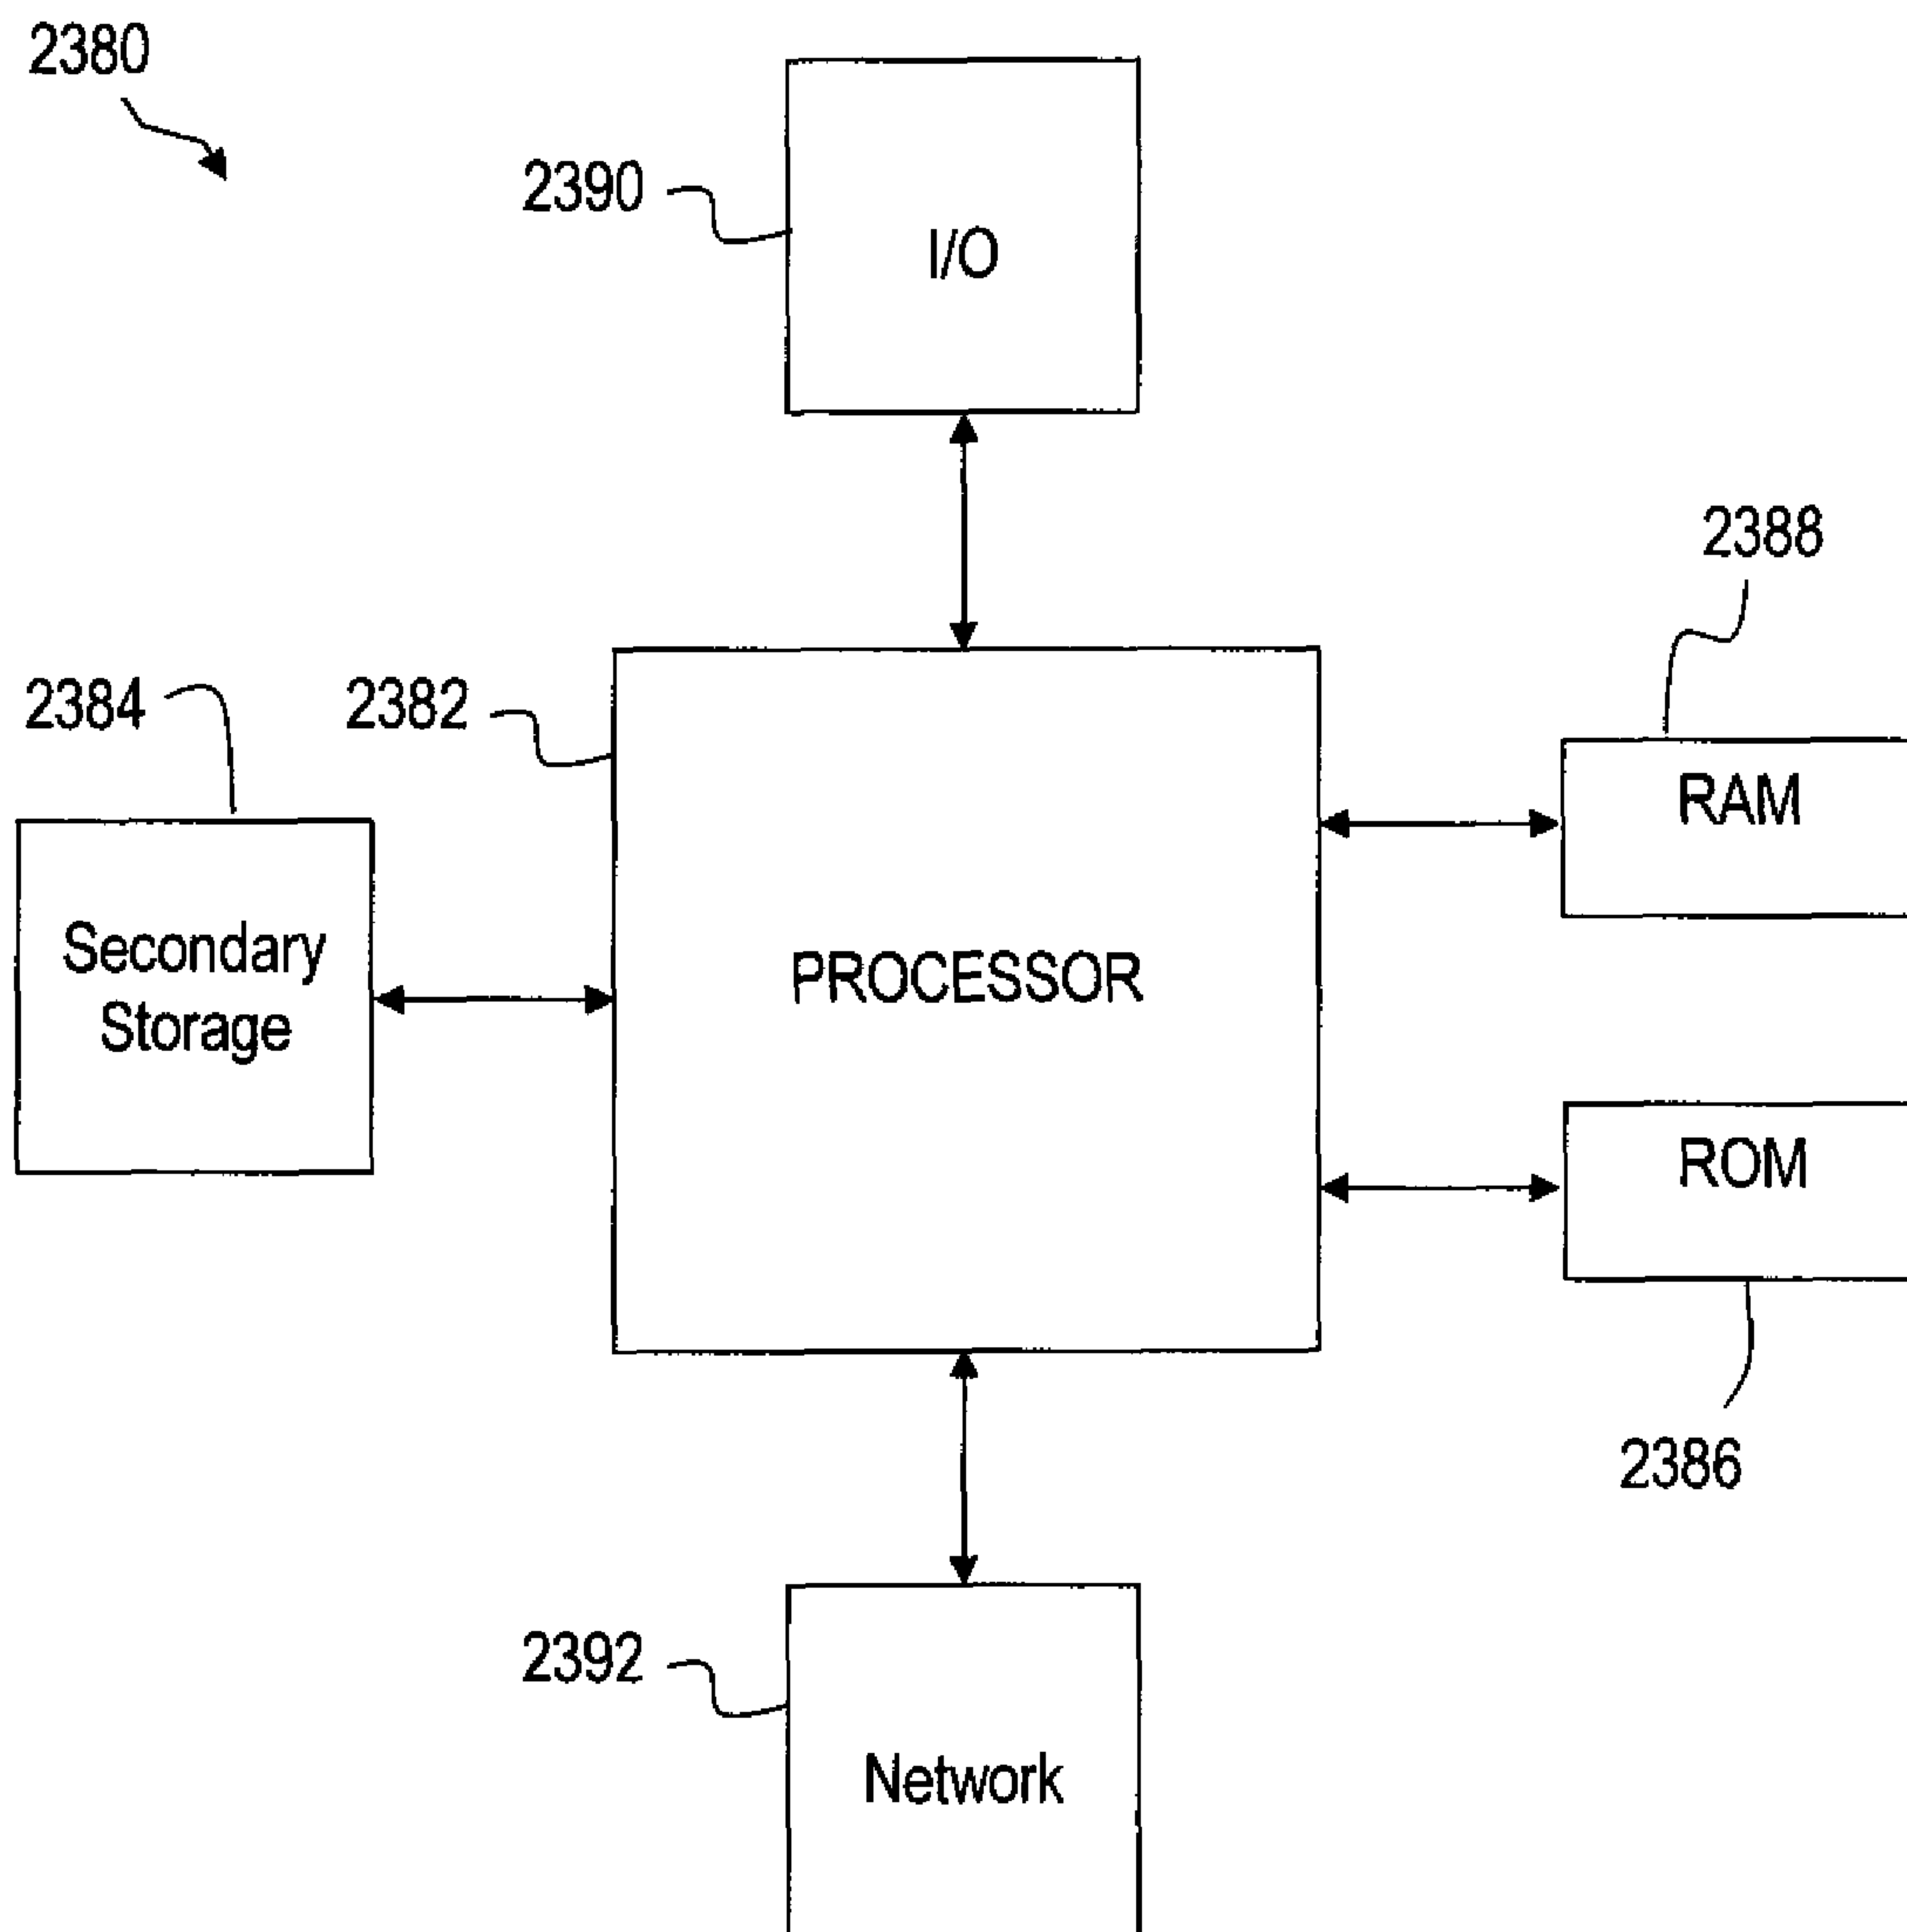 2380
2390
I/O
2388
2384
2382
RAM
Secondary
Storage
PROCESSOR
ROM
2386
2392
Network